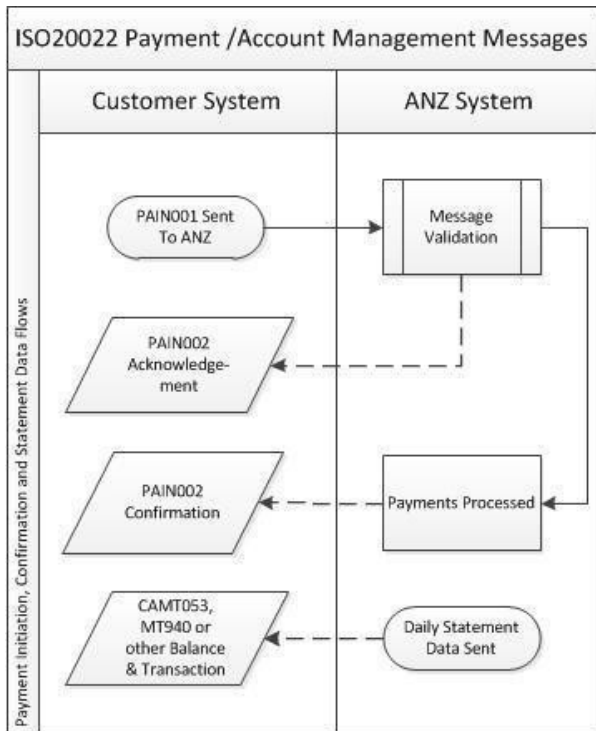 ISO20022 Payment /Account Management Messages
Customer System
ANZ System
Payment Initiation, Confirmation and Statement Data Flows
PAIN001 Sent
To ANZ
Message
Validation
PAIN002
Acknowledge-
ment
PAIN002
Confirmation
Payments Processed
CAMT053,
MT940 or
other Balance
& Transaction
Daily Statement
Data Sent